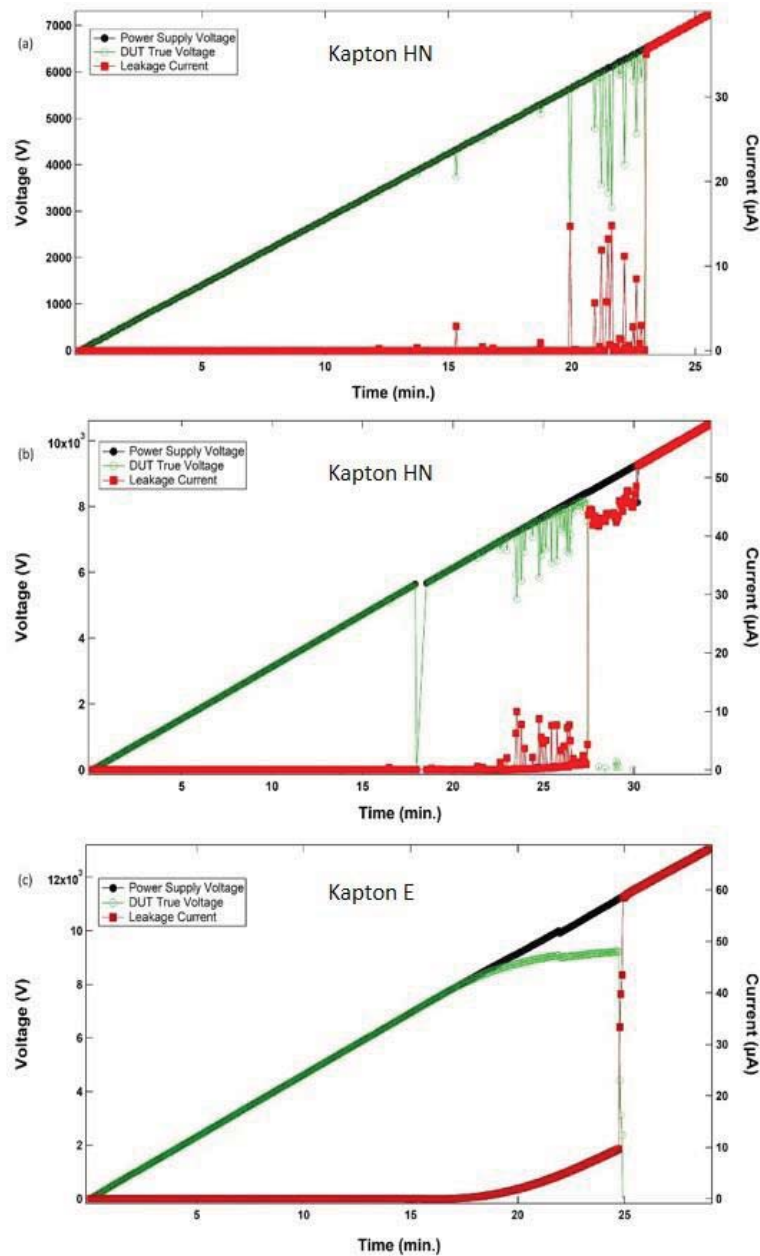 (a)
Kapton HN
Power Supply Voltage
DUT True Voltage
Leakage Current
Voltage (V)
7000
6000
5000
4000
3000
2000
1000
0
Current (µA)
30
20
10
0
5
10
15
20
25
Time (min.)
(b)
Kapton HN
Power Supply Voltage
DUT True Voltage
Leakage Current
Voltage (V)
10x10³
8
6
4
2
0
Current (µA)
50
40
30
20
10
0
5
10
15
20
25
30
Time (min.)
(c)
Kapton E
Power Supply Voltage
DUT True Voltage
Leakage Current
Voltage (V)
12x10³
10
8
6
4
2
0
Current (µA)
60
50
40
30
20
10
0
5
10
15
20
25
Time (min.)